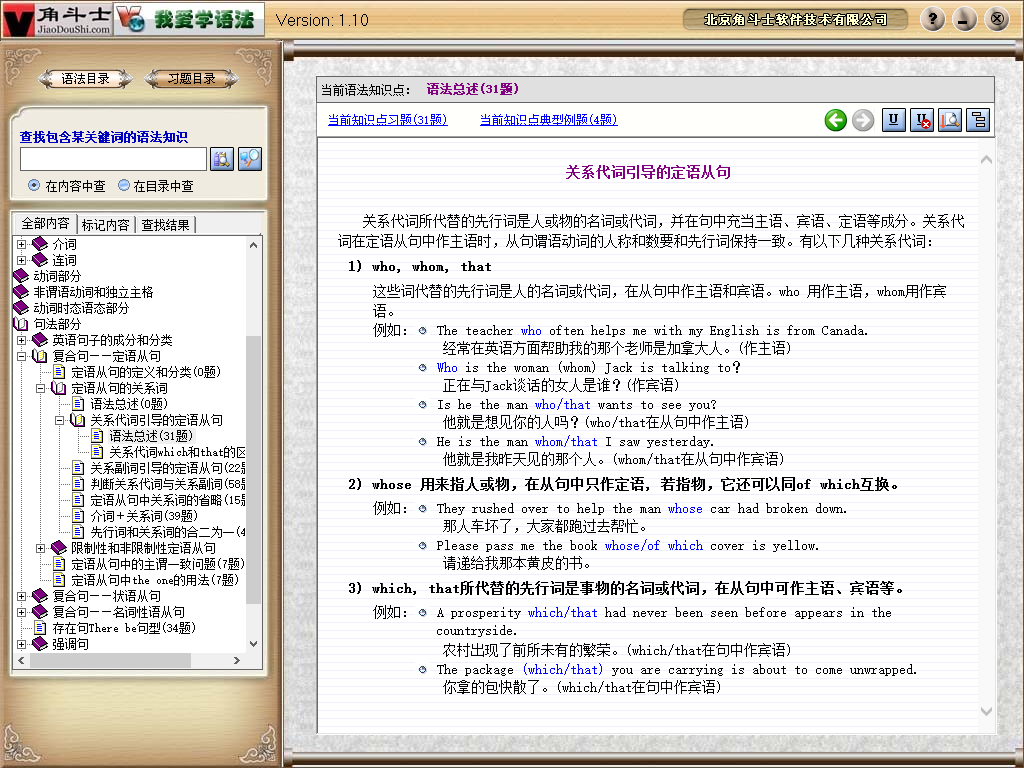 角斗士
JiaoDouShi.com
我爱学语法
Version: 1.10
北京角斗士软件技术有限公司
?
语法目录
习题目录
查找包含某关键词的语法知识
在内容中查
在目录中查
全部内容
标记内容
查找结果
介词
连词
动词部分
非谓语动词和独立主格
动词时态语态部分
句法部分
英语句子的成分和分类
复合句——定语从句
定语从句的定义和分类(0题)
定语从句的关系词
语法总述(0题)
关系代词引导的定语从句
语法总述(31题)
关系代词which和that的区
关系副词引导的定语从句(22题
判断关系代词与关系副词(58题
定语从句中关系词的省略(15题
介词＋关系词(39题)
先行词和关系词的合二为一(4
限制性和非限制性定语从句
定语从句中的主谓一致问题(7题)
定语从句中the one的用法(7题)
复合句——状语从句
复合句——名词性语从句
存在句There be句型(34题)
强调句
当前语法知识点：
语法总述(31题)
当前知识点习题(31题)
当前知识点典型例题(4题)
U
U
关系代词引导的定语从句
关系代词所代替的先行词是人或物的名词或代词，并在句中充当主语、宾语、定语等成分。关系代
词在定语从句中作主语时，从句谓语动词的人称和数要和先行词保持一致。有以下几种关系代词：
1) who, whom, that
这些词代替的先行词是人的名词或代词，在从句中作主语和宾语。who 用作主语，whom用作宾
语。
例如： The teacher who often helps me with my English is from Canada.
经常在英语方面帮助我的那个老师是加拿大人。(作主语)
Who is the woman (whom) Jack is talking to？
正在与Jack谈话的女人是谁？(作宾语)
Is he the man who/that wants to see you?
他就是想见你的人吗？(who/that在从句中作主语)
He is the man whom/that I saw yesterday.
他就是我昨天见的那个人。(whom/that在从句中作宾语)
2) whose 用来指人或物，在从句中只作定语, 若指物，它还可以同of which互换。
例如： They rushed over to help the man whose car had broken down.
那人车坏了，大家都跑过去帮忙。
Please pass me the book whose/of which cover is yellow.
请递给我那本黄皮的书。
3) which, that所代替的先行词是事物的名词或代词，在从句中可作主语、宾语等。
例如： A prosperity which/that had never been seen before appears in the
countryside.
农村出现了前所未有的繁荣。(which/that在句中作宾语)
The package (which/that) you are carrying is about to come unwrapped.
你拿的包快散了。(which/that在句中作宾语)